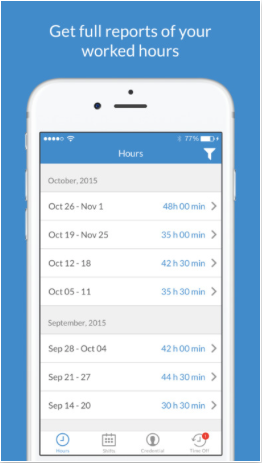 Get full reports of your
worked hours
77%
Hours
October, 2015
Oct 26 - Nov 1 48h 00 min
Oct 19 - Nov 25 35 h 00 min
Oct 12 - 18 42 h 30 min
Oct 05 - 11 35 h 30 min
September, 2015
Sep 28 - Oct 04 42 h 00 min
Sep 21 - 27 44 h 30 min
Sep 14 - 20 30 h 30 min
Hours Shifts Credential Time Off